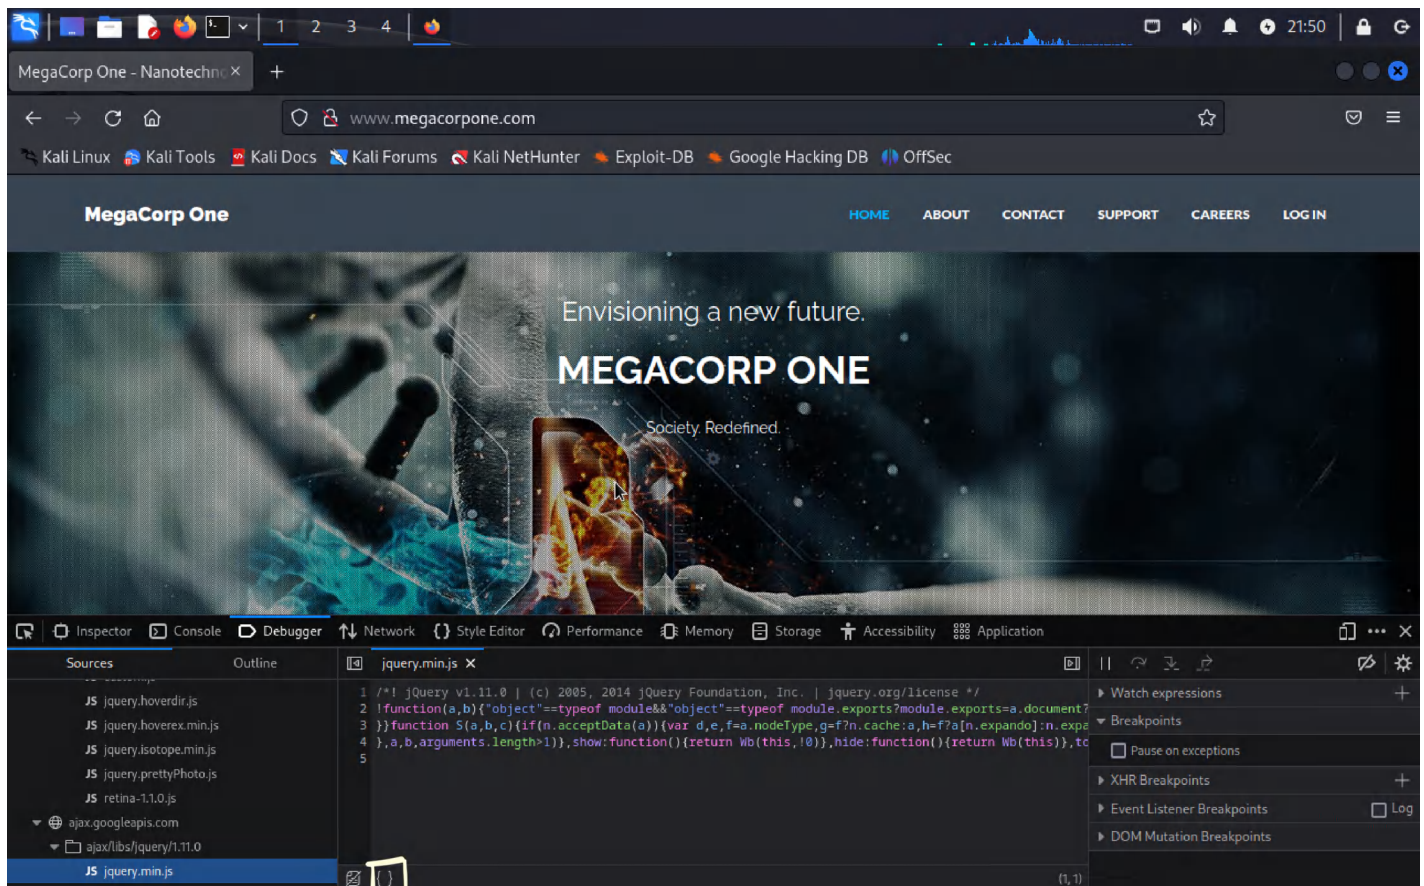 1 2 3 4 21:50
MegaCorp One - Nanotechno
www.megacorpone.com
Kali Linux Kali Tools Kali Docs Kali Forums Kali NetHunter Exploit-DB Google Hacking DB OffSec
MegaCorp One HOME ABOUT CONTACT SUPPORT CAREERS LOG IN
Envisioning a new future.
MEGACORP ONE
Society. Redefined.
Inspector Console Debugger Network {} Style Editor Performance Memory Storage Accessibility Application
Sources Outline jquery.min.js
JS jquery.hoverdir.js
JS jquery.hoverex.min.js
JS jquery.isotope.min.js
JS jquery.prettyPhoto.js
JS retina-1.1.0.js
ajax.googleapis.com
ajax/libs/jquery/1.11.0
JS jquery.min.js
1 /*! jQuery v1.11.0 | (c) 2005, 2014 jQuery Foundation, Inc. | jquery.org/license */
2 !function(a,b){"object"==typeof module&&"object"==typeof module.exports?module.exports=a.document?
3 }}function S(a,b,c){if(n.acceptData(a)){var d,e,f=a.nodeType,g=f?n.cache:a,h=f?a[n.expando]:n.expa
4 },a,b,arguments.length>1)},show:function(){return Wb(this,!0)},hide:function(){return Wb(this)},to
5
{ } (1, 1)
Watch expressions
Breakpoints
Pause on exceptions
XHR Breakpoints
Event Listener Breakpoints Log
DOM Mutation Breakpoints